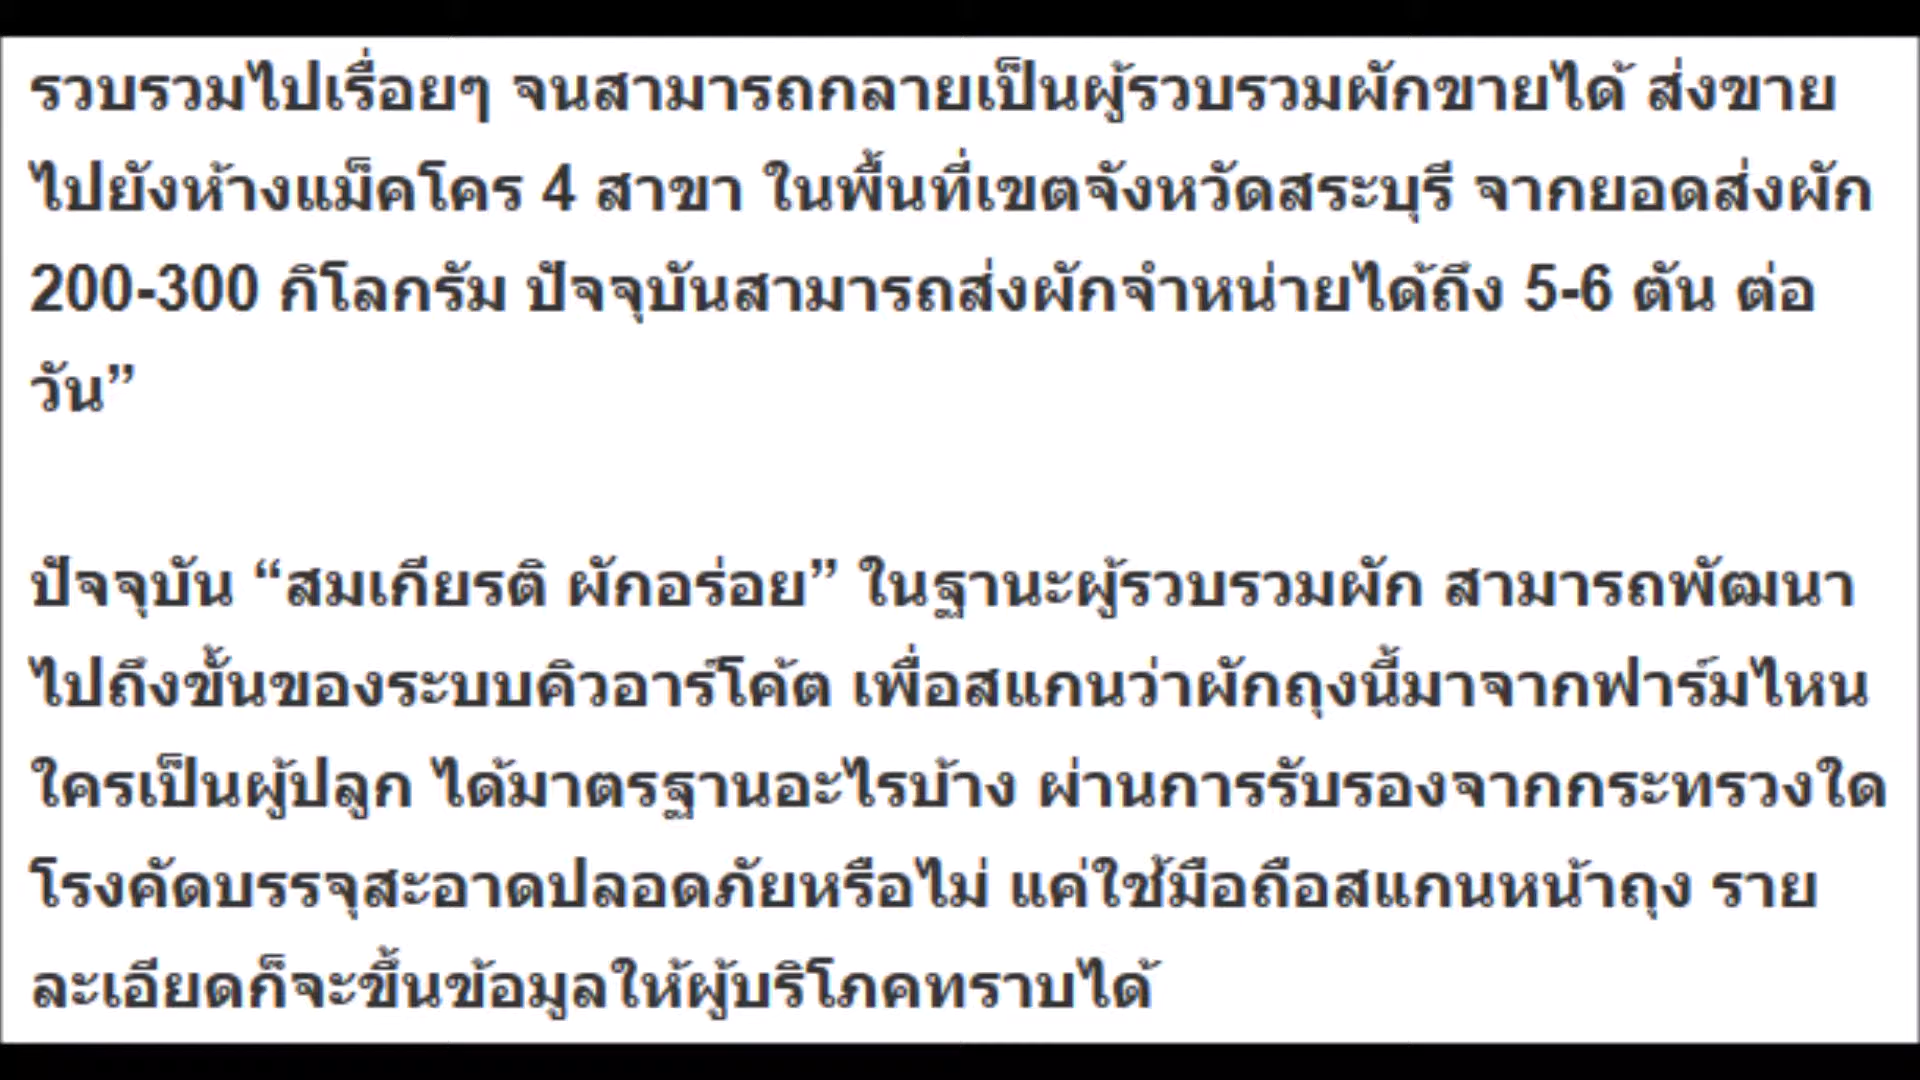 รวบรวมไปเรื่อยๆ จนสามารถกลายเป็นผู้รวบรวมผักขายได้ ส่งขาย
ไปยังห้างแม็คโคร 4 สาขา ในพื้นที่เขตจังหวัดสระบุรี จากยอดส่งผัก
200-300 กิโลกรัม ปัจจุบันสามารถส่งผักจำหน่ายได้ถึง 5-6 ตัน ต่อ
วัน”
ปัจจุบัน “สมเกียรติ ผักอร่อย” ในฐานะผู้รวบรวมผัก สามารถพัฒนา
ไปถึงขั้นของระบบคิวอาร์โค้ต เพื่อสแกนว่าผักถุงนี้มาจากฟาร์มไหน
ใครเป็นผู้ปลูก ได้มาตรฐานอะไรบ้าง ผ่านการรับรองจากกระทรวงใด
โรงคัดบรรจุสะอาดปลอดภัยหรือไม่ แค่ใช้มือถือสแกนหน้าถุง ราย
ละเอียดก็จะขึ้นข้อมูลให้ผู้บริโภคทราบได้